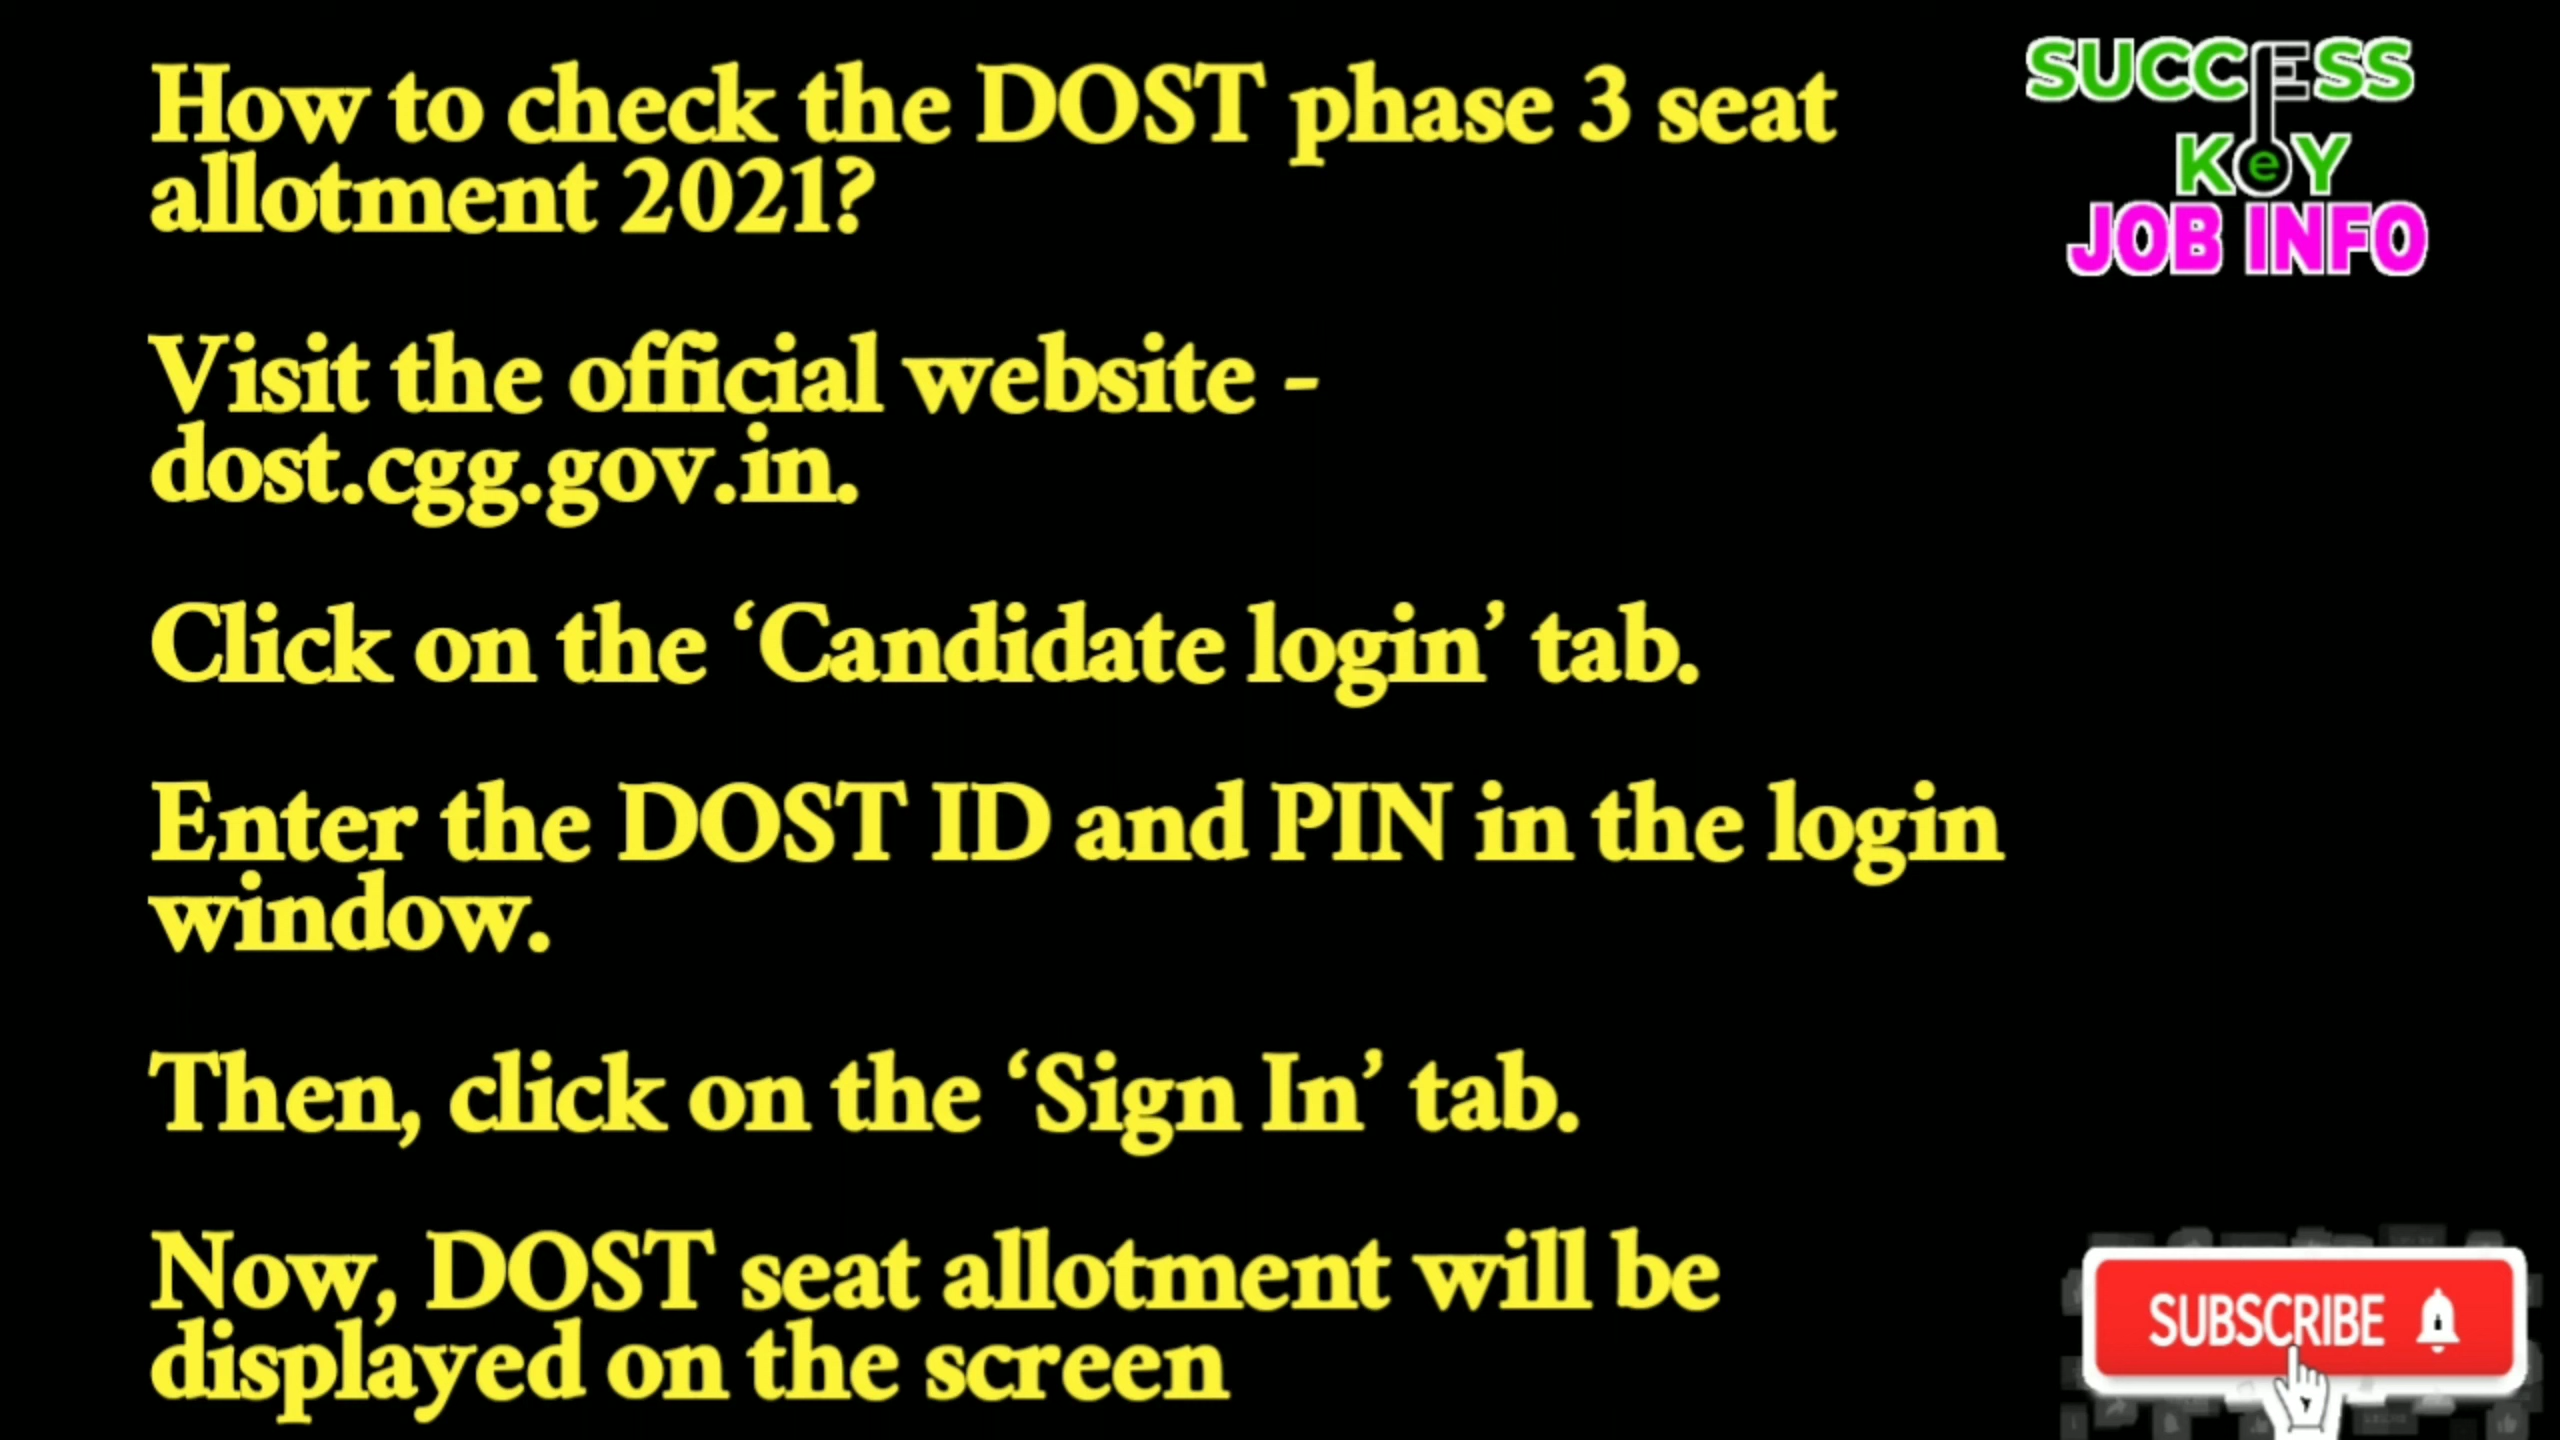 How to check the DOST phase 3 seat
allotment 2021?
Visit the official website -
dost.cgg.gov.in.
Click on the ‘Candidate login’ tab.
Enter the DOST ID and PIN in the login
window.
Then, click on the ‘Sign In’ tab.
Now, DOST seat allotment will be
displayed on the screen
SUCCESS
KeY
JOB INFO
SUBSCRIBE